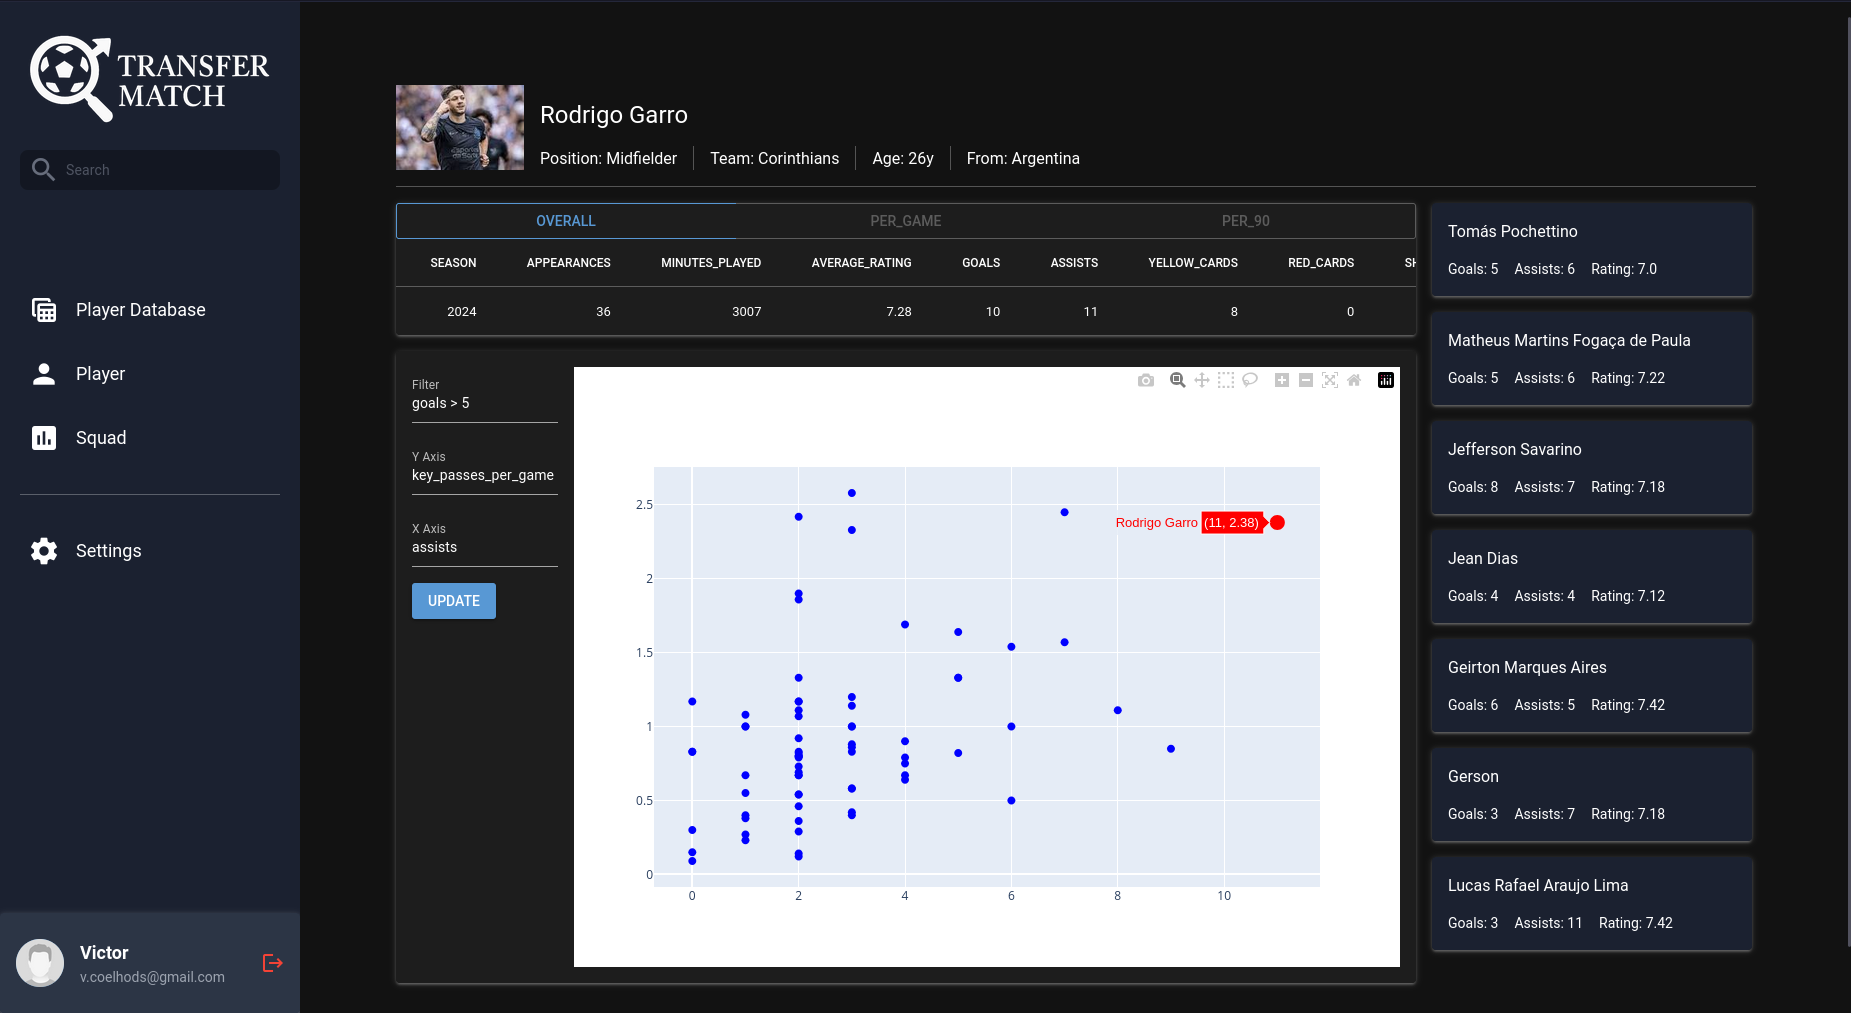 TRANSFER
MATCH
Search
Player Database
Player
Squad
Settings
Victor
v.coelhods@gmail.com
Rodrigo Garro
Position: Midfielder
Team: Corinthians
Age: 26y
From: Argentina
OVERALL
PER_GAME
PER_90
SEASON APPEARANCES MINUTES_PLAYED AVERAGE_RATING GOALS ASSISTS YELLOW_CARDS RED_CARDS SH
2024 36 3007 7.28 10 11 8 0
Filter
goals > 5
Y Axis
key_passes_per_game
X Axis
assists
UPDATE
2.5
2
1.5
1
0.5
0
0 2 4 6 8 10
Rodrigo Garro (11, 2.38)
Tomás Pochettino
Goals: 5 Assists: 6 Rating: 7.0
Matheus Martins Fogaça de Paula
Goals: 5 Assists: 6 Rating: 7.22
Jefferson Savarino
Goals: 8 Assists: 7 Rating: 7.18
Jean Dias
Goals: 4 Assists: 4 Rating: 7.12
Geirton Marques Aires
Goals: 6 Assists: 5 Rating: 7.42
Gerson
Goals: 3 Assists: 7 Rating: 7.18
Lucas Rafael Araujo Lima
Goals: 3 Assists: 11 Rating: 7.42